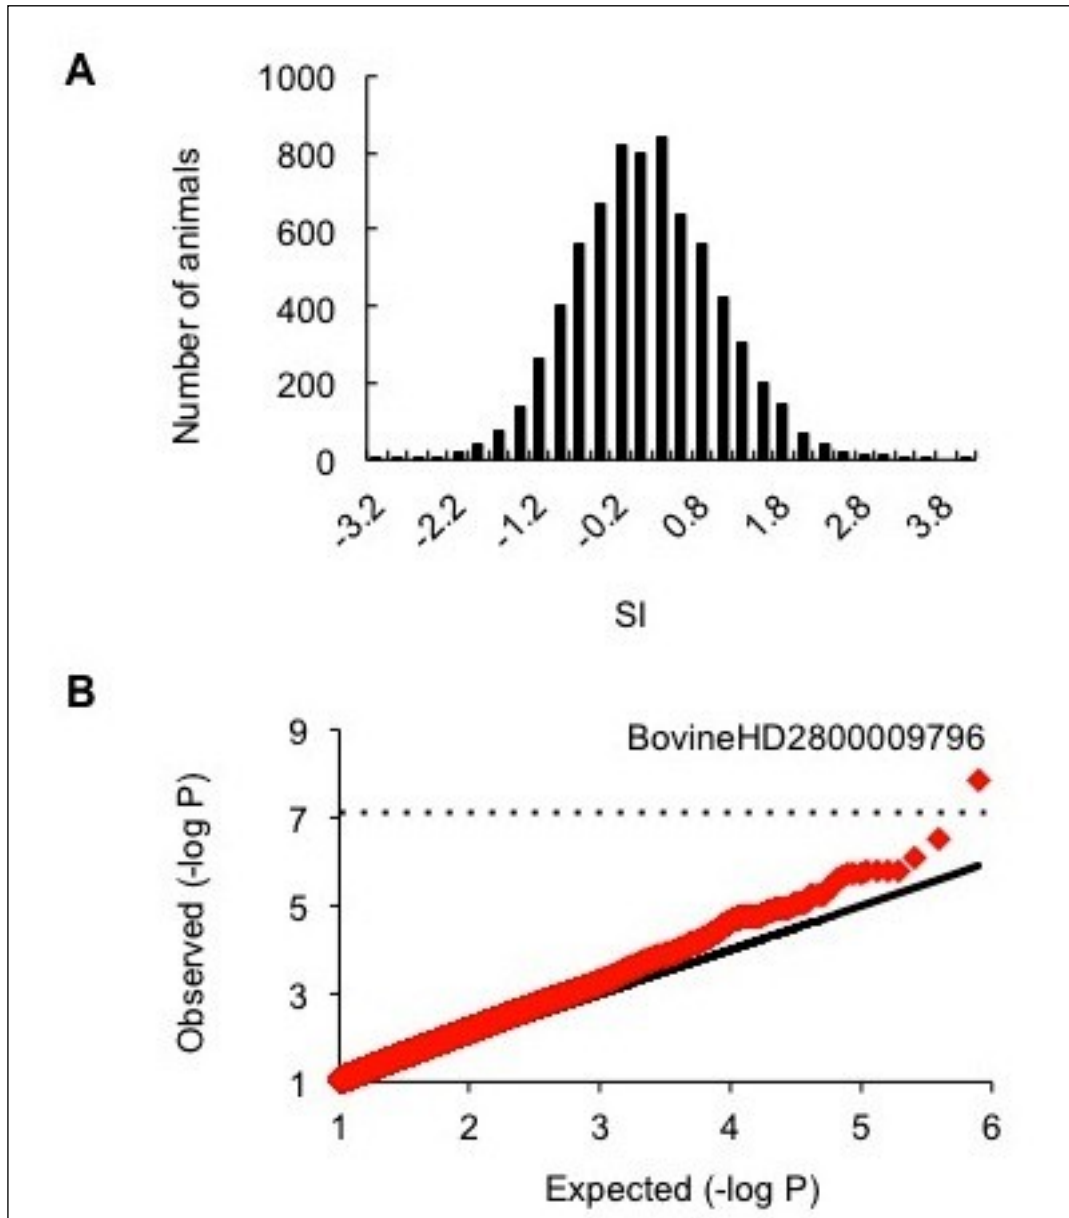 A
1000
800
600
400
200
0
Number of animals
-3.2 -2.2 -1.2 -0.2 0.8 1.8 2.8 3.8
SI
B
BovineHD2800009796
9
7
5
3
1
Observed (-log P)
1 2 3 4 5 6
Expected (-log P)